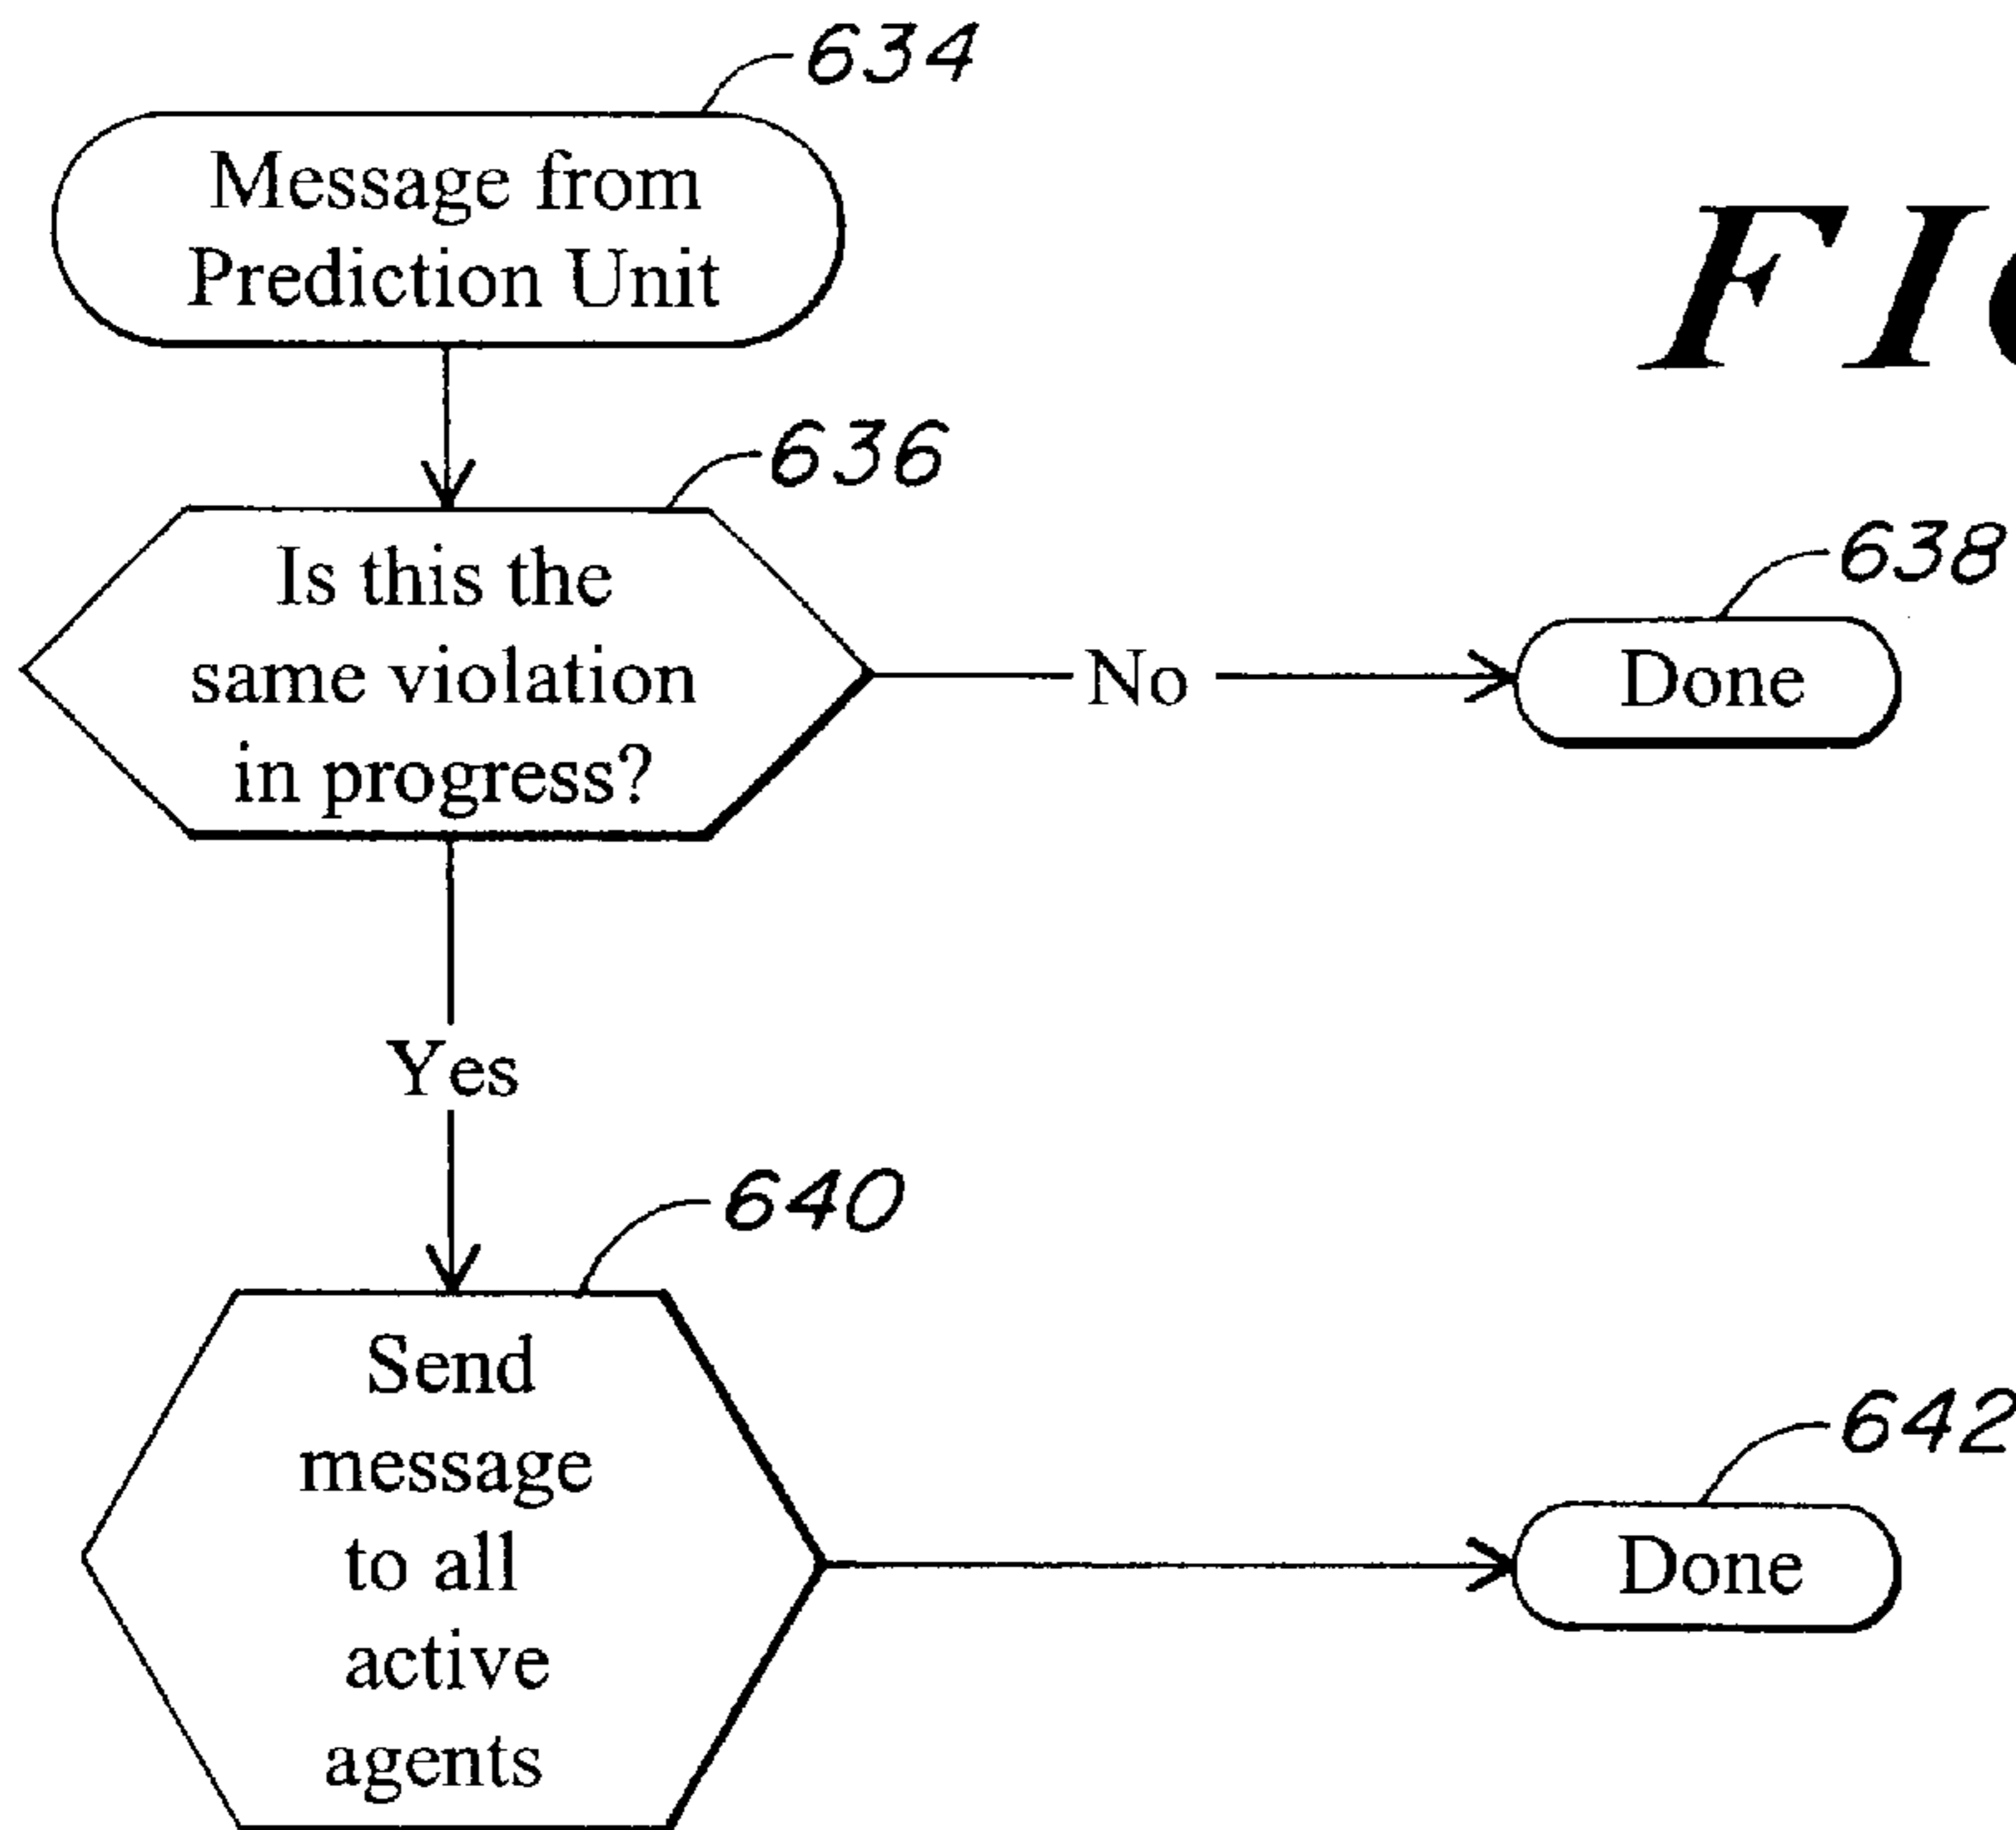 634
Message from
Prediction Unit
FIG
636
Is this the
same violation
in progress?
No
638
Done
Yes
640
Send
message
to all
active
agents
642
Done